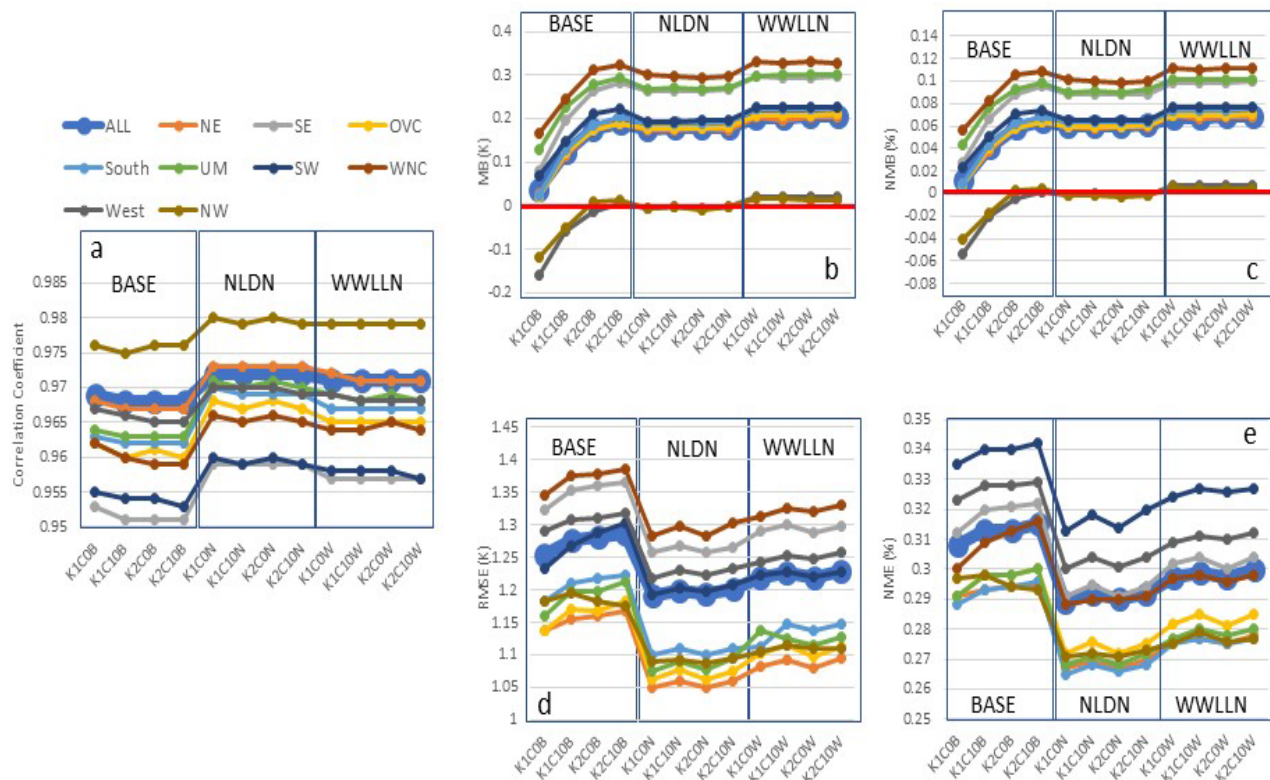 ALL NE SE OVC
South UM SW WNC
West NW
a
BASE NLDN WWLLN
Correlation Coefficient
0.985
0.98
0.975
0.97
0.965
0.96
0.955
0.95
K1C0B K1C10B K2C0B K2C10B K1C0N K1C10N K2C0N K2C10N K1C0W K1C10W K2C0W K2C10W
BASE NLDN WWLLN
MB (K)
0.4
0.3
0.2
0.1
0
-0.1
-0.2
b
K1C0B K1C10B K2C0B K2C10B K1C0N K1C10N K2C0N K2C10N K1C0W K1C10W K2C0W K2C10W
BASE NLDN WWLLN
NMB (%)
0.14
0.12
0.1
0.08
0.06
0.04
0.02
0
-0.02
-0.04
-0.06
-0.08
c
K1C0B K1C10B K2C0B K2C10B K1C0N K1C10N K2C0N K2C10N K1C0W K1C10W K2C0W K2C10W
BASE NLDN WWLLN
RMSE (K)
1.45
1.4
1.35
1.3
1.25
1.2
1.15
1.1
1.05
1
d
K1C0B K1C10B K2C0B K2C10B K1C0N K1C10N K2C0N K2C10N K1C0W K1C10W K2C0W K2C10W
e
NME (%)
0.35
0.34
0.33
0.32
0.31
0.3
0.29
0.28
0.27
0.26
0.25
BASE NLDN WWLLN
K1C0B K1C10B K2C0B K2C10B K1C0N K1C10N K2C0N K2C10N K1C0W K1C10W K2C0W K2C10W